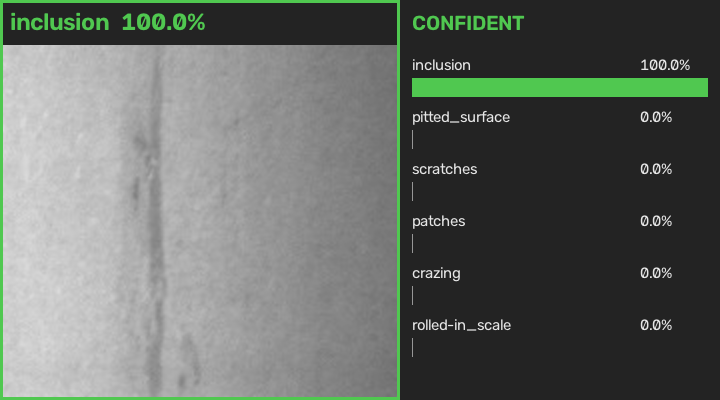 inclusion 100.0%
CONFIDENT
inclusion 100.0%
pitted_surface 0.0%
scratches 0.0%
patches 0.0%
crazing 0.0%
rolled-in_scale 0.0%